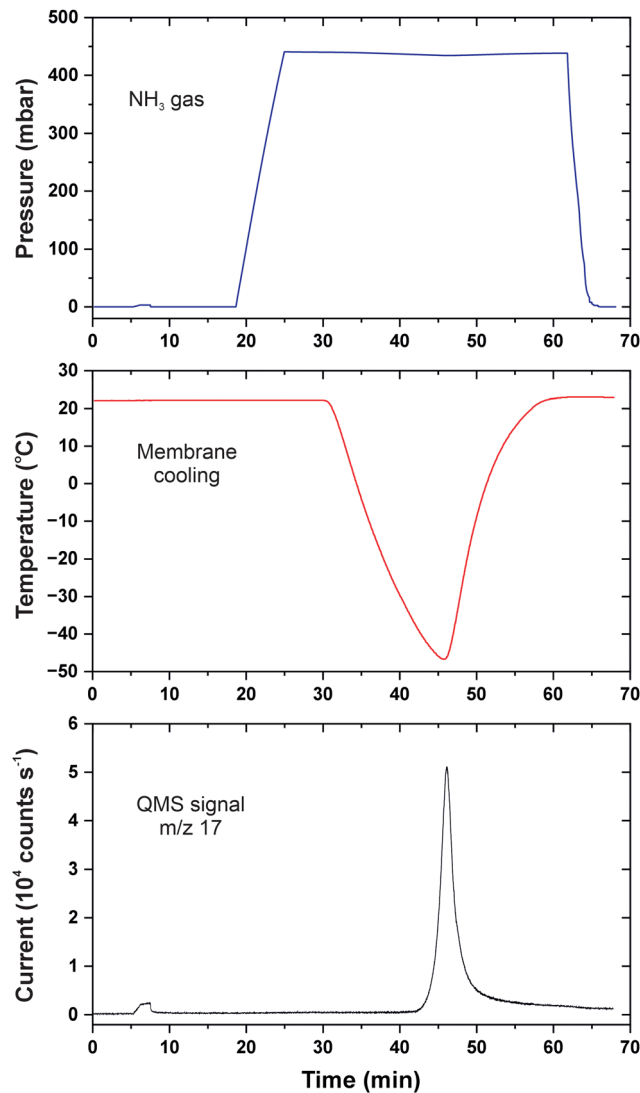 500
400
300
200
100
0
Pressure (mbar)
NH₃ gas
0 10 20 30 40 50 60 70
30
20
10
0
−10
−20
−30
−40
−50
Temperature (°C)
Membrane
cooling
0 10 20 30 40 50 60 70
6
5
4
3
2
1
0
Current (10⁴ counts s⁻¹)
QMS signal
m/z 17
0 10 20 30 40 50 60 70
Time (min)